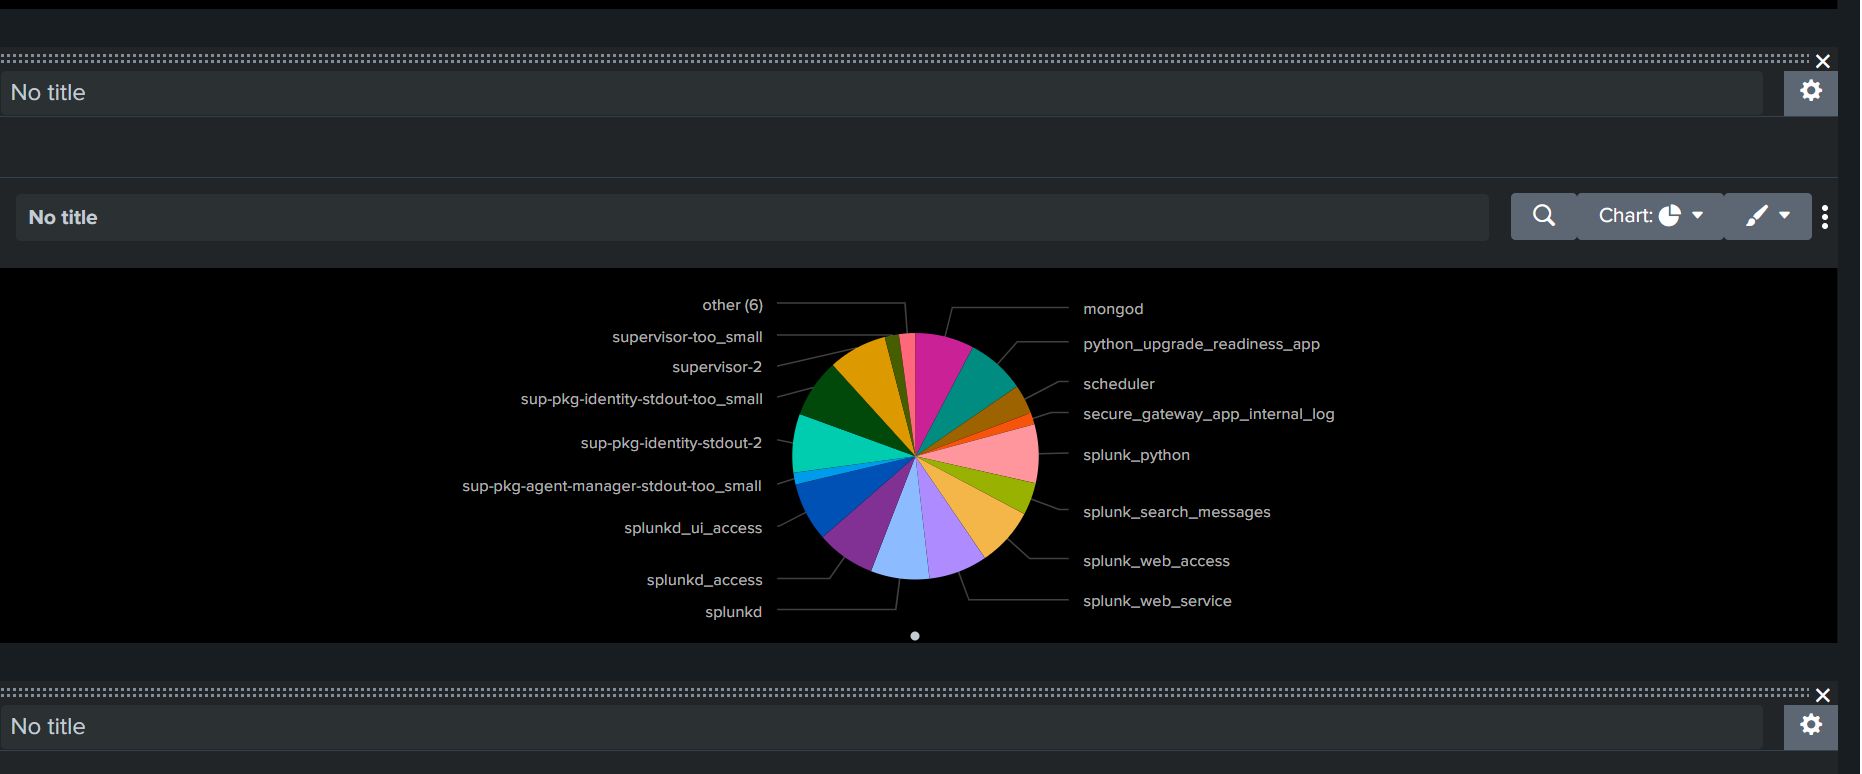 No title
No title
Chart:
other (6)
supervisor-too_small
supervisor-2
sup-pkg-identity-stdout-too_small
sup-pkg-identity-stdout-2
sup-pkg-agent-manager-stdout-too_small
splunkd_ui_access
splunkd_access
splunkd
mongod
python_upgrade_readiness_app
scheduler
secure_gateway_app_internal_log
splunk_python
splunk_search_messages
splunk_web_access
splunk_web_service
No title